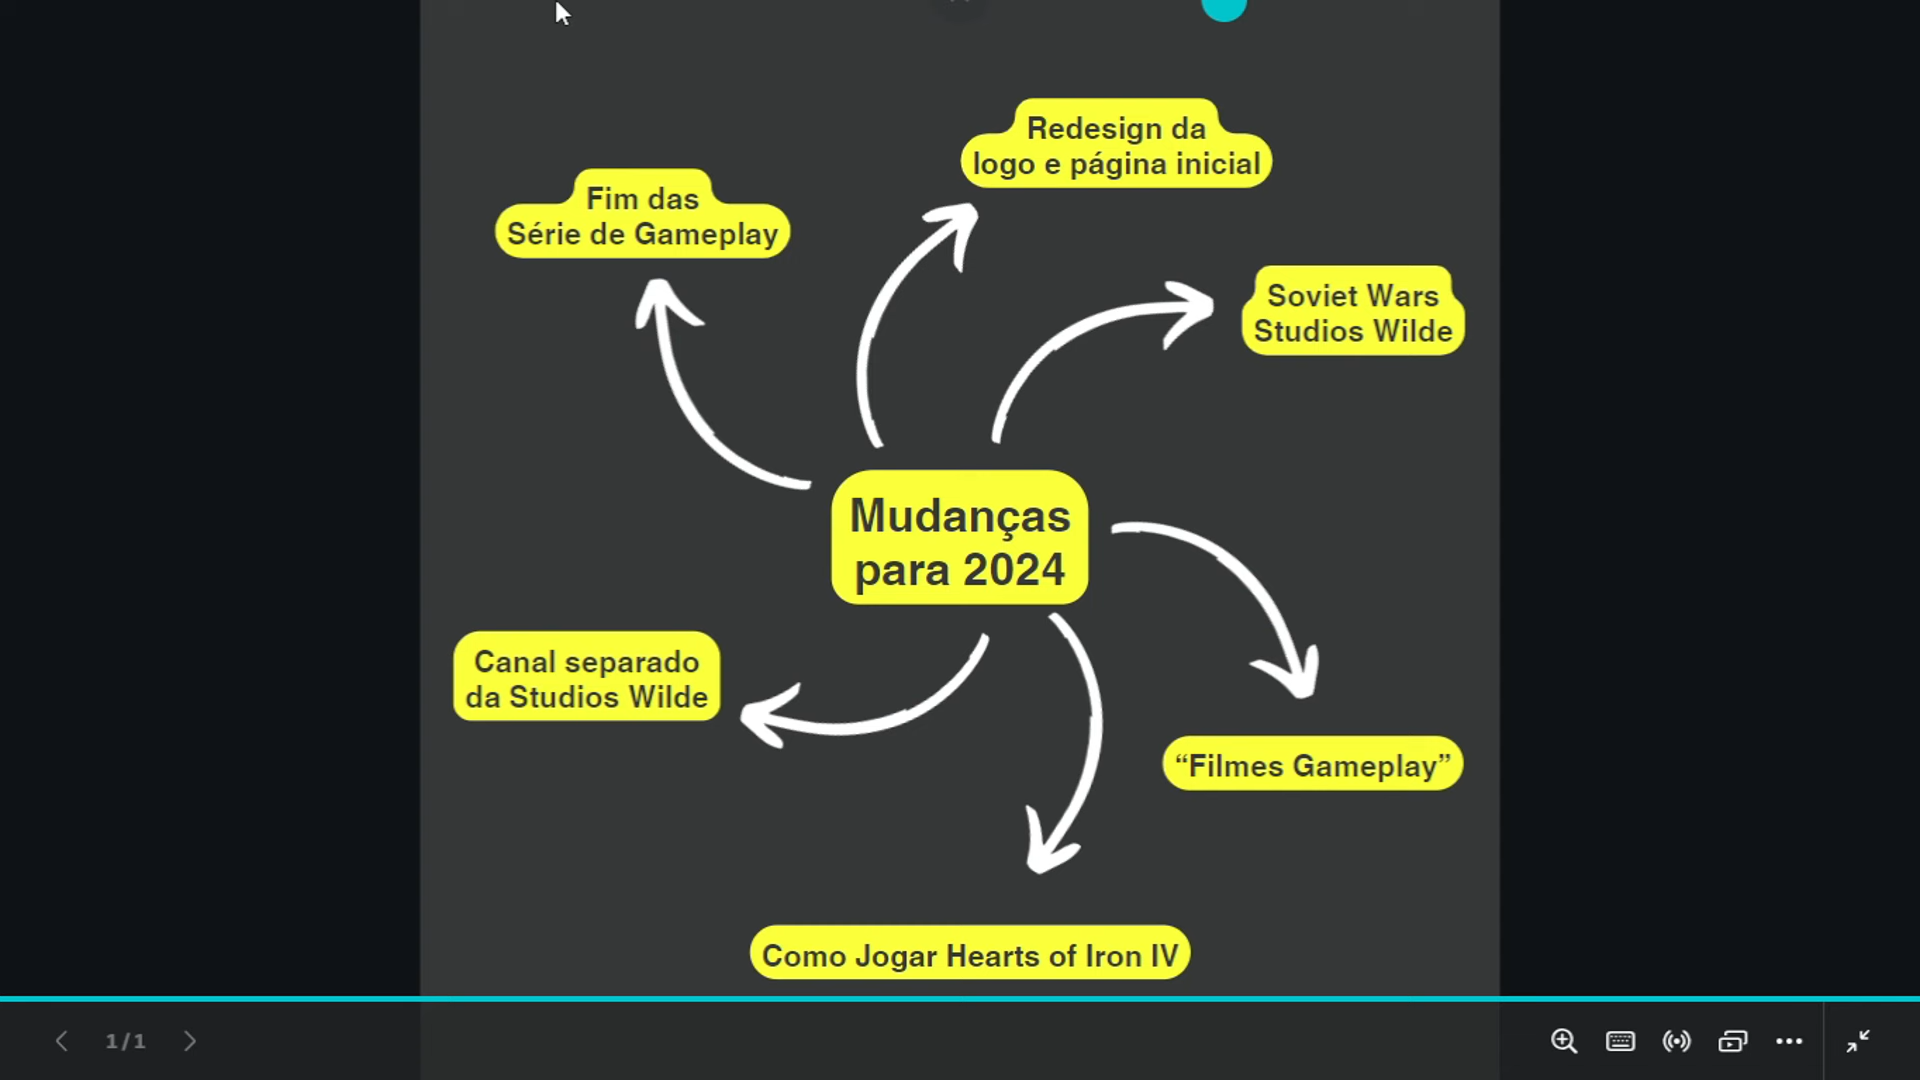 Redesign da
logo e página inicial
Fim das
Série de Gameplay
Soviet Wars
Studios Wilde
Mudanças
para 2024
Canal separado
da Studios Wilde
“Filmes Gameplay”
Como Jogar Hearts of Iron IV
1/1